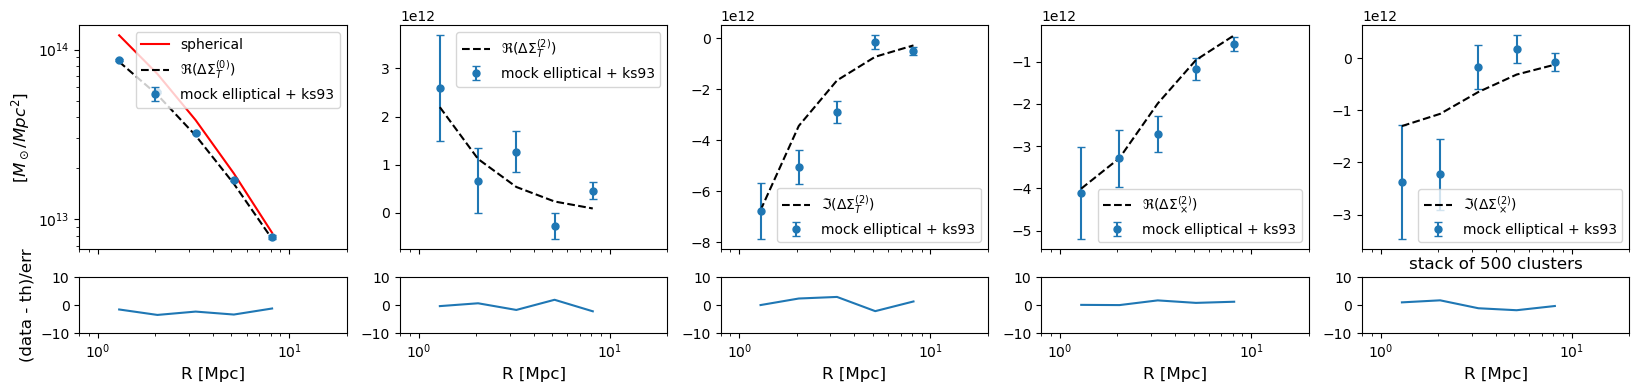 1e12
1e12
1e12
1e12
10¹⁴
10¹³
[M_⊙/Mpc²]
spherical
ℜ(ΔΣ_T^(0))
mock elliptical + ks93
3
2
1
0
ℜ(ΔΣ_T^(2))
mock elliptical + ks93
0
−2
−4
−6
−8
ℑ(ΔΣ_T^(2))
mock elliptical + ks93
−1
−2
−3
−4
−5
ℜ(ΔΣ_×^(2))
mock elliptical + ks93
0
−1
−2
−3
ℑ(ΔΣ_×^(2))
mock elliptical + ks93
stack of 500 clusters
(data - th)/err
10
0
−10
10⁰ 10¹
R [Mpc]
10
0
−10
10⁰ 10¹
R [Mpc]
10
0
−10
10⁰ 10¹
R [Mpc]
10
0
−10
10⁰ 10¹
R [Mpc]
10
0
−10
10⁰ 10¹
R [Mpc]